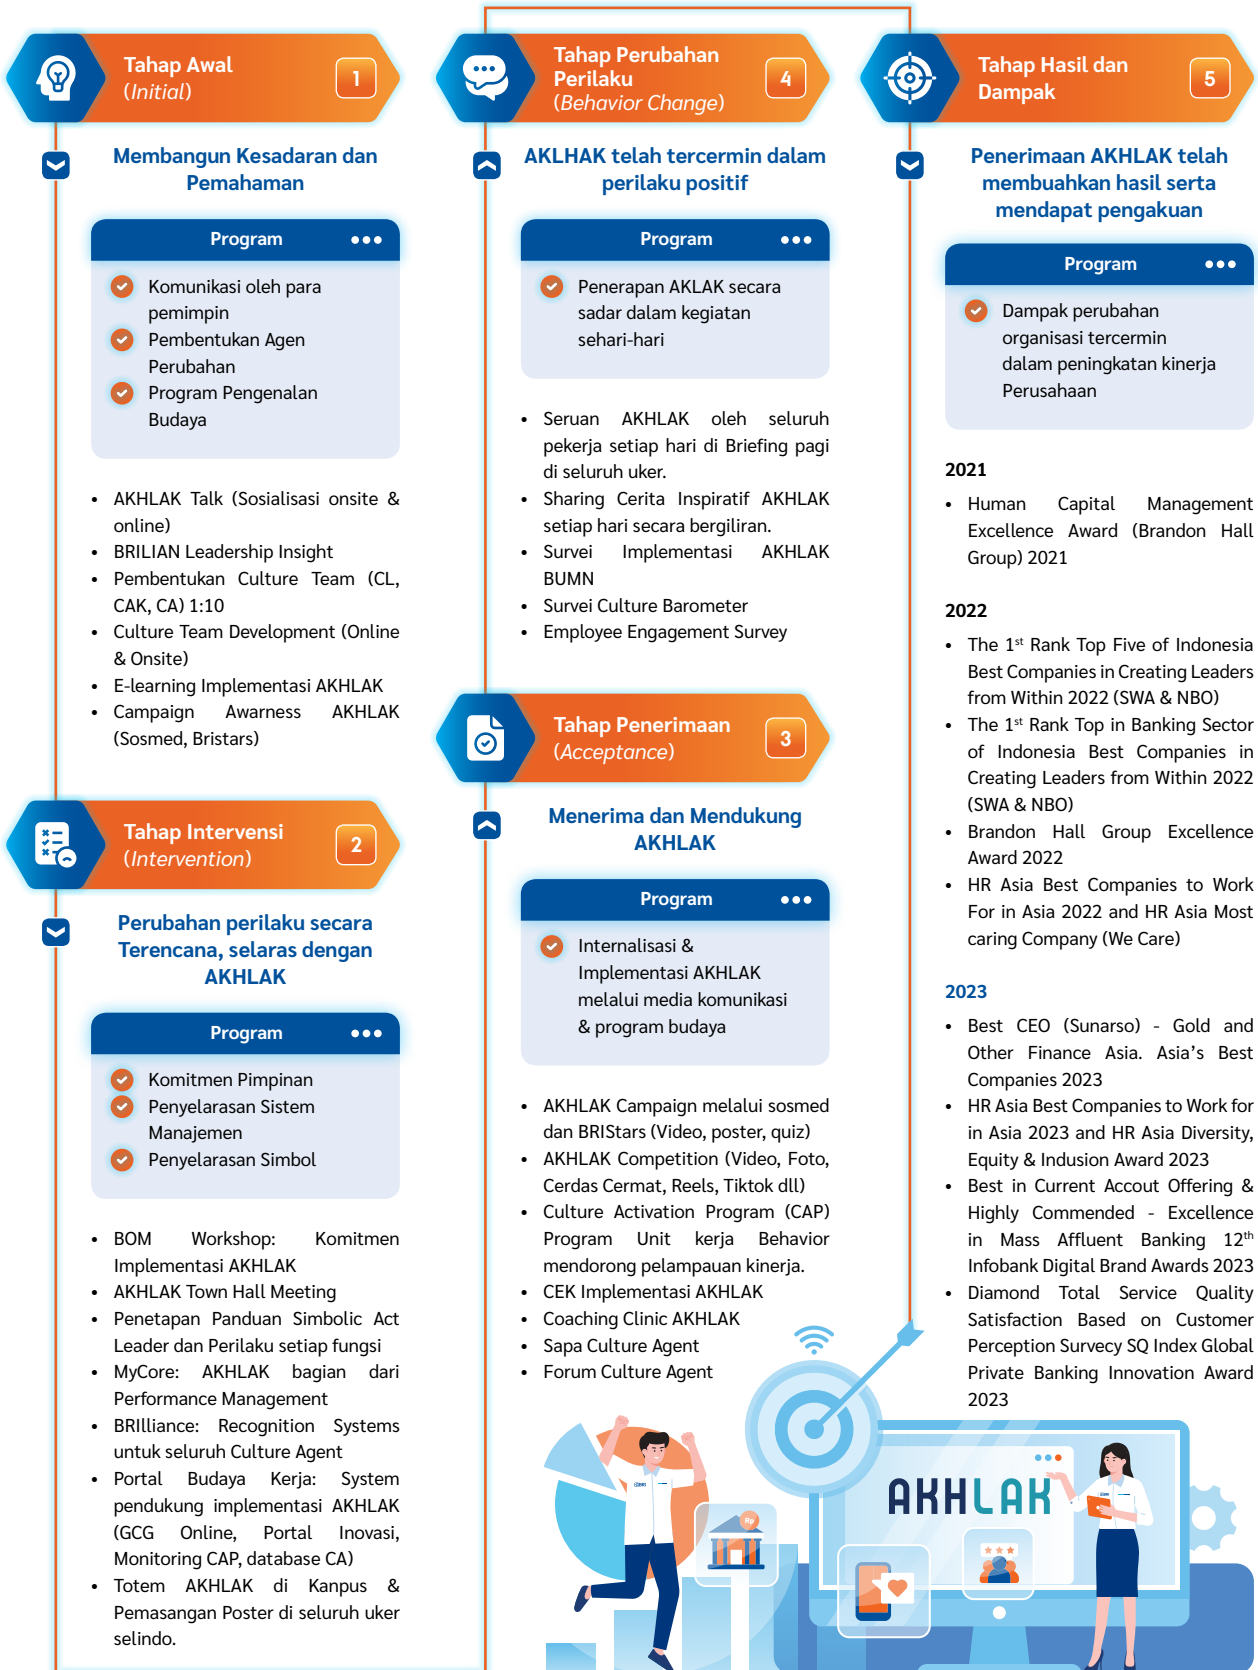 Tahap Awal
(Initial)
1
Membangun Kesadaran dan
Pemahaman
Program
Komunikasi oleh para
pemimpin
Pembentukan Agen
Perubahan
Program Pengenalan
Budaya
• AKHLAK Talk (Sosialisasi onsite &
online)
• BRILIAN Leadership Insight
• Pembentukan Culture Team (CL,
CAK, CA) 1:10
• Culture Team Development (Online
& Onsite)
• E-learning Implementasi AKHLAK
• Campaign Awarness AKHLAK
(Sosmed, Bristars)
Tahap Intervensi
(Intervention)
2
Perubahan perilaku secara
Terencana, selaras dengan
AKHLAK
Program
Komitmen Pimpinan
Penyelarasan Sistem
Manajemen
Penyelarasan Simbol
• BOM Workshop: Komitmen
Implementasi AKHLAK
• AKHLAK Town Hall Meeting
• Penetapan Panduan Simbolic Act
Leader dan Perilaku setiap fungsi
• MyCore: AKHLAK bagian dari
Performance Management
• BRIlliance: Recognition Systems
untuk seluruh Culture Agent
• Portal Budaya Kerja: System
pendukung implementasi AKHLAK
(GCG Online, Portal Inovasi,
Monitoring CAP, database CA)
• Totem AKHLAK di Kanpus &
Pemasangan Poster di seluruh uker
selindo.
Tahap Perubahan
Perilaku
(Behavior Change)
4
AKLHAK telah tercermin dalam
perilaku positif
Program
Penerapan AKLAK secara
sadar dalam kegiatan
sehari-hari
• Seruan AKHLAK oleh seluruh
pekerja setiap hari di Briefing pagi
di seluruh uker.
• Sharing Cerita Inspiratif AKHLAK
setiap hari secara bergiliran.
• Survei Implementasi AKHLAK
BUMN
• Survei Culture Barometer
• Employee Engagement Survey
Tahap Penerimaan
(Acceptance)
3
Menerima dan Mendukung
AKHLAK
Program
Internalisasi &
Implementasi AKHLAK
melalui media komunikasi
& program budaya
• AKHLAK Campaign melalui sosmed
dan BRIStars (Video, poster, quiz)
• AKHLAK Competition (Video, Foto,
Cerdas Cermat, Reels, Tiktok dll)
• Culture Activation Program (CAP)
Program Unit kerja Behavior
mendorong pelampauan kinerja.
• CEK Implementasi AKHLAK
• Coaching Clinic AKHLAK
• Sapa Culture Agent
• Forum Culture Agent
Tahap Hasil dan
Dampak
5
Penerimaan AKHLAK telah
membuahkan hasil serta
mendapat pengakuan
Program
Dampak perubahan
organisasi tercermin
dalam peningkatan kinerja
Perusahaan
2021
• Human Capital Management
Excellence Award (Brandon Hall
Group) 2021
2022
• The 1st Rank Top Five of Indonesia
Best Companies in Creating Leaders
from Within 2022 (SWA & NBO)
• The 1st Rank Top in Banking Sector
of Indonesia Best Companies in
Creating Leaders from Within 2022
(SWA & NBO)
• Brandon Hall Group Excellence
Award 2022
• HR Asia Best Companies to Work
For in Asia 2022 and HR Asia Most
caring Company (We Care)
2023
• Best CEO (Sunarso) - Gold and
Other Finance Asia. Asia's Best
Companies 2023
• HR Asia Best Companies to Work for
in Asia 2023 and HR Asia Diversity,
Equity & Indusion Award 2023
• Best in Current Accout Offering &
Highly Commended - Excellence
in Mass Affluent Banking 12th
Infobank Digital Brand Awards 2023
• Diamond Total Service Quality
Satisfaction Based on Customer
Perception Survecy SQ Index Global
Private Banking Innovation Award
2023
AKHLAK
Rp